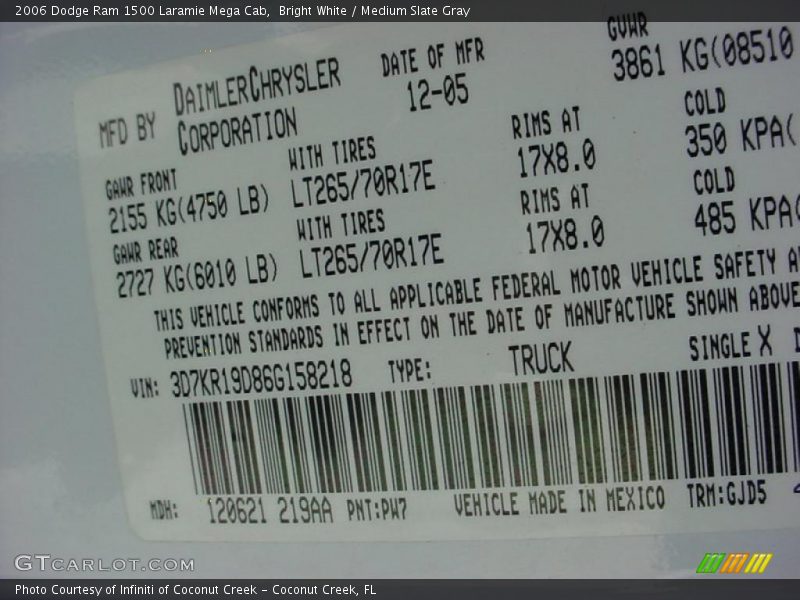 2006 Dodge Ram 1500 Laramie Mega Cab, Bright White / Medium Slate Gray
MFD BY DAIMLERCHRYSLER CORPORATION DATE OF MFR 12-05 GVWR 3861 KG(08510
GAWR FRONT WITH TIRES RIMS AT COLD
2155 KG(4750 LB) LT265/70R17E 17X8.0 350 KPA(
GAWR REAR WITH TIRES RIMS AT COLD
2727 KG(6010 LB) LT265/70R17E 17X8.0 485 KPA(
THIS VEHICLE CONFORMS TO ALL APPLICABLE FEDERAL MOTOR VEHICLE SAFETY
PREVENTION STANDARDS IN EFFECT ON THE DATE OF MANUFACTURE SHOWN ABOVE
VIN: 3D7KR19D86G158218 TYPE: TRUCK SINGLE X
MDH: 120621 219AA PNT:PW7 VEHICLE MADE IN MEXICO TRM:GJD5
GTCARLOT.COM
Photo Courtesy of Infiniti of Coconut Creek – Coconut Creek, FL